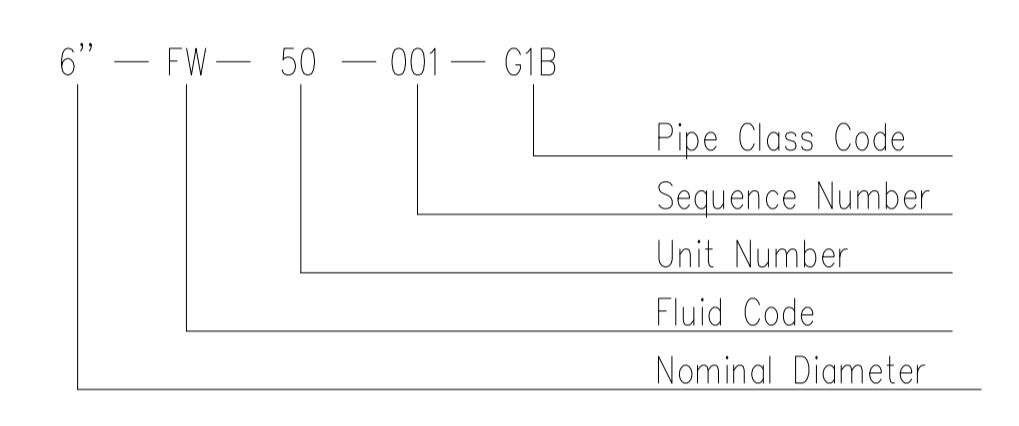 6” — FW — 50 — 001 — G1B
Pipe Class Code
Sequence Number
Unit Number
Fluid Code
Nominal Diameter